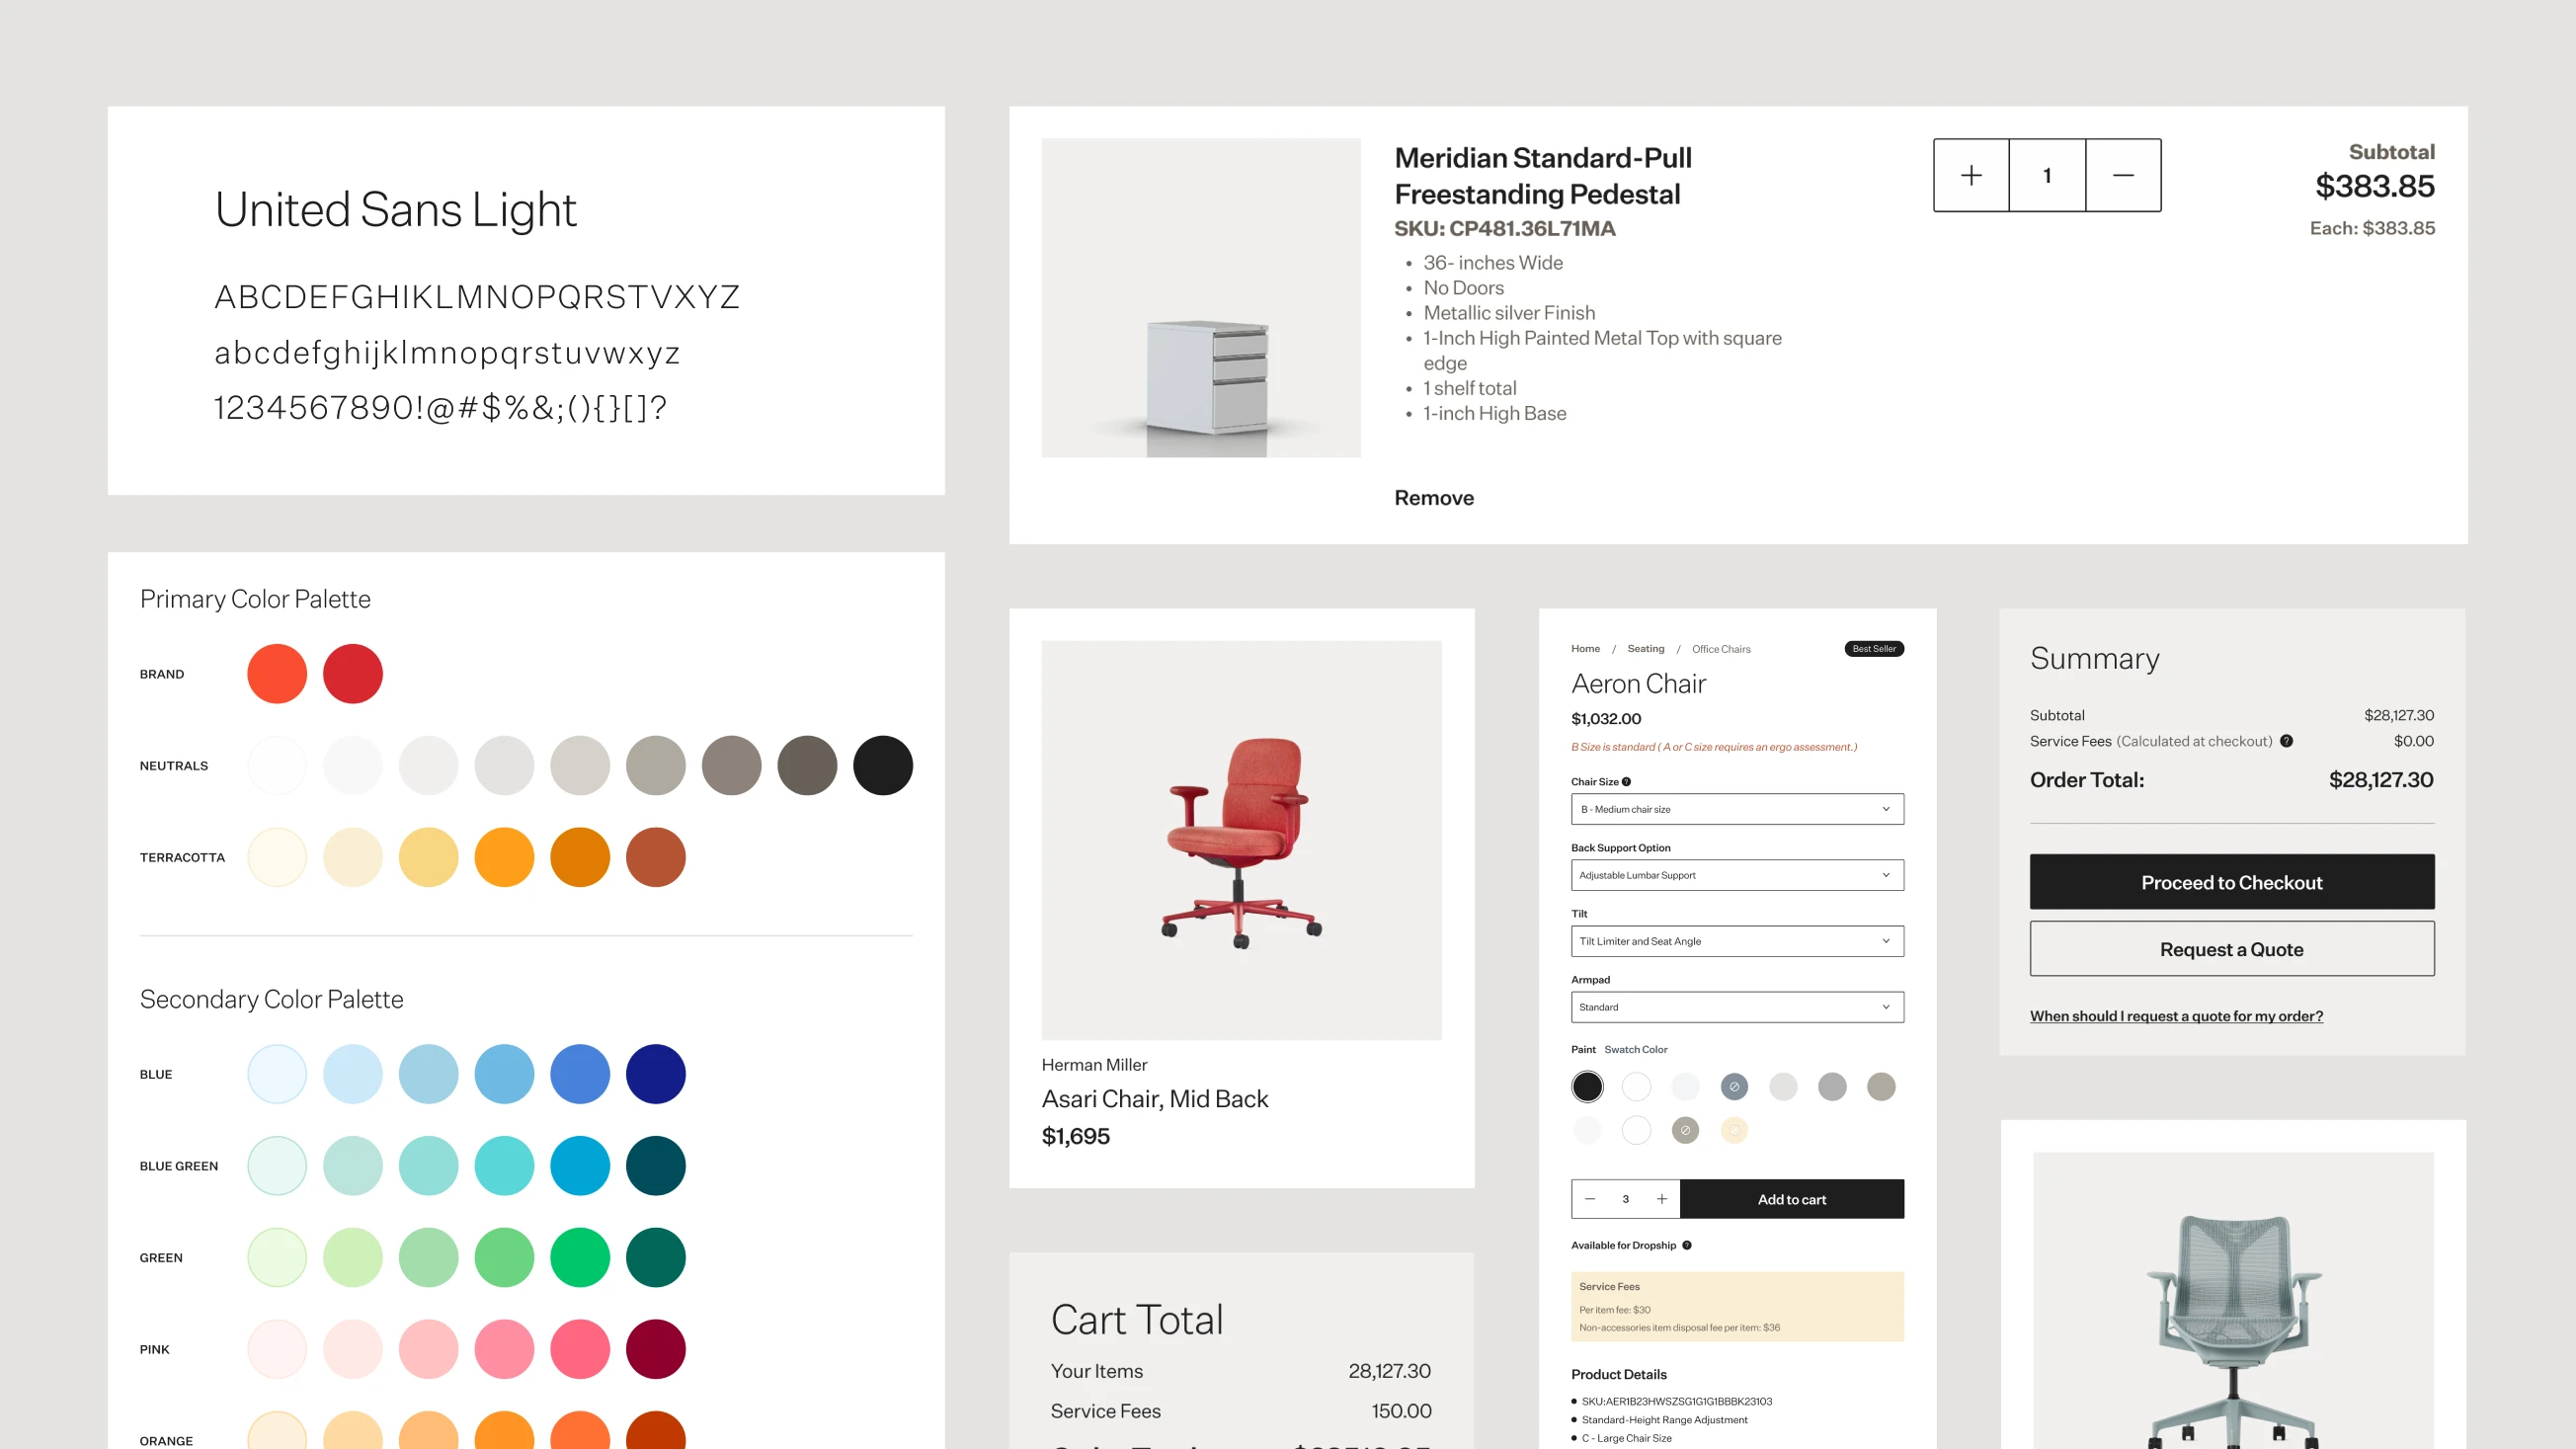 United Sans Light
ABCDEFGHIKLMNOPQRSTVXYZ
abcdefghijklmnopqrstuvwxyz
1234567890!@#$%&;(){}[]?
Primary Color Palette
BRAND
NEUTRALS
TERRACOTTA
Secondary Color Palette
BLUE
BLUE GREEN
GREEN
PINK
ORANGE
Meridian Standard-Pull
Freestanding Pedestal
SKU: CP481.36L71MA
• 36- inches Wide
• No Doors
• Metallic silver Finish
• 1-Inch High Painted Metal Top with square
edge
• 1 shelf total
• 1-inch High Base
Remove
1
Subtotal
$383.85
Each: $383.85
Herman Miller
Asari Chair, Mid Back
$1,695
Cart Total
Your Items 28,127.30
Service Fees 150.00
Home / Seating / Office Chairs
Best Seller
Aeron Chair
$1,032.00
B Size is standard ( A or C size requires an ergo assessment.)
Chair Size ?
B - Medium chair size
Back Support Option
Adjustable Lumbar Support
Tilt
Tilt Limiter and Seat Angle
Armpad
Standard
Paint Swatch Color
3
Add to cart
Available for Dropship ?
Service Fees
Per item fee: $30
Non-accessories item disposal fee per item: $36
Product Details
• SKU:AER1B23HWSZSG1G1G1BBBK23103
• Standard-Height Range Adjustment
• C - Large Chair Size
Summary
Subtotal $28,127.30
Service Fees (Calculated at checkout) ? $0.00
Order Total: $28,127.30
Proceed to Checkout
Request a Quote
When should I request a quote for my order?